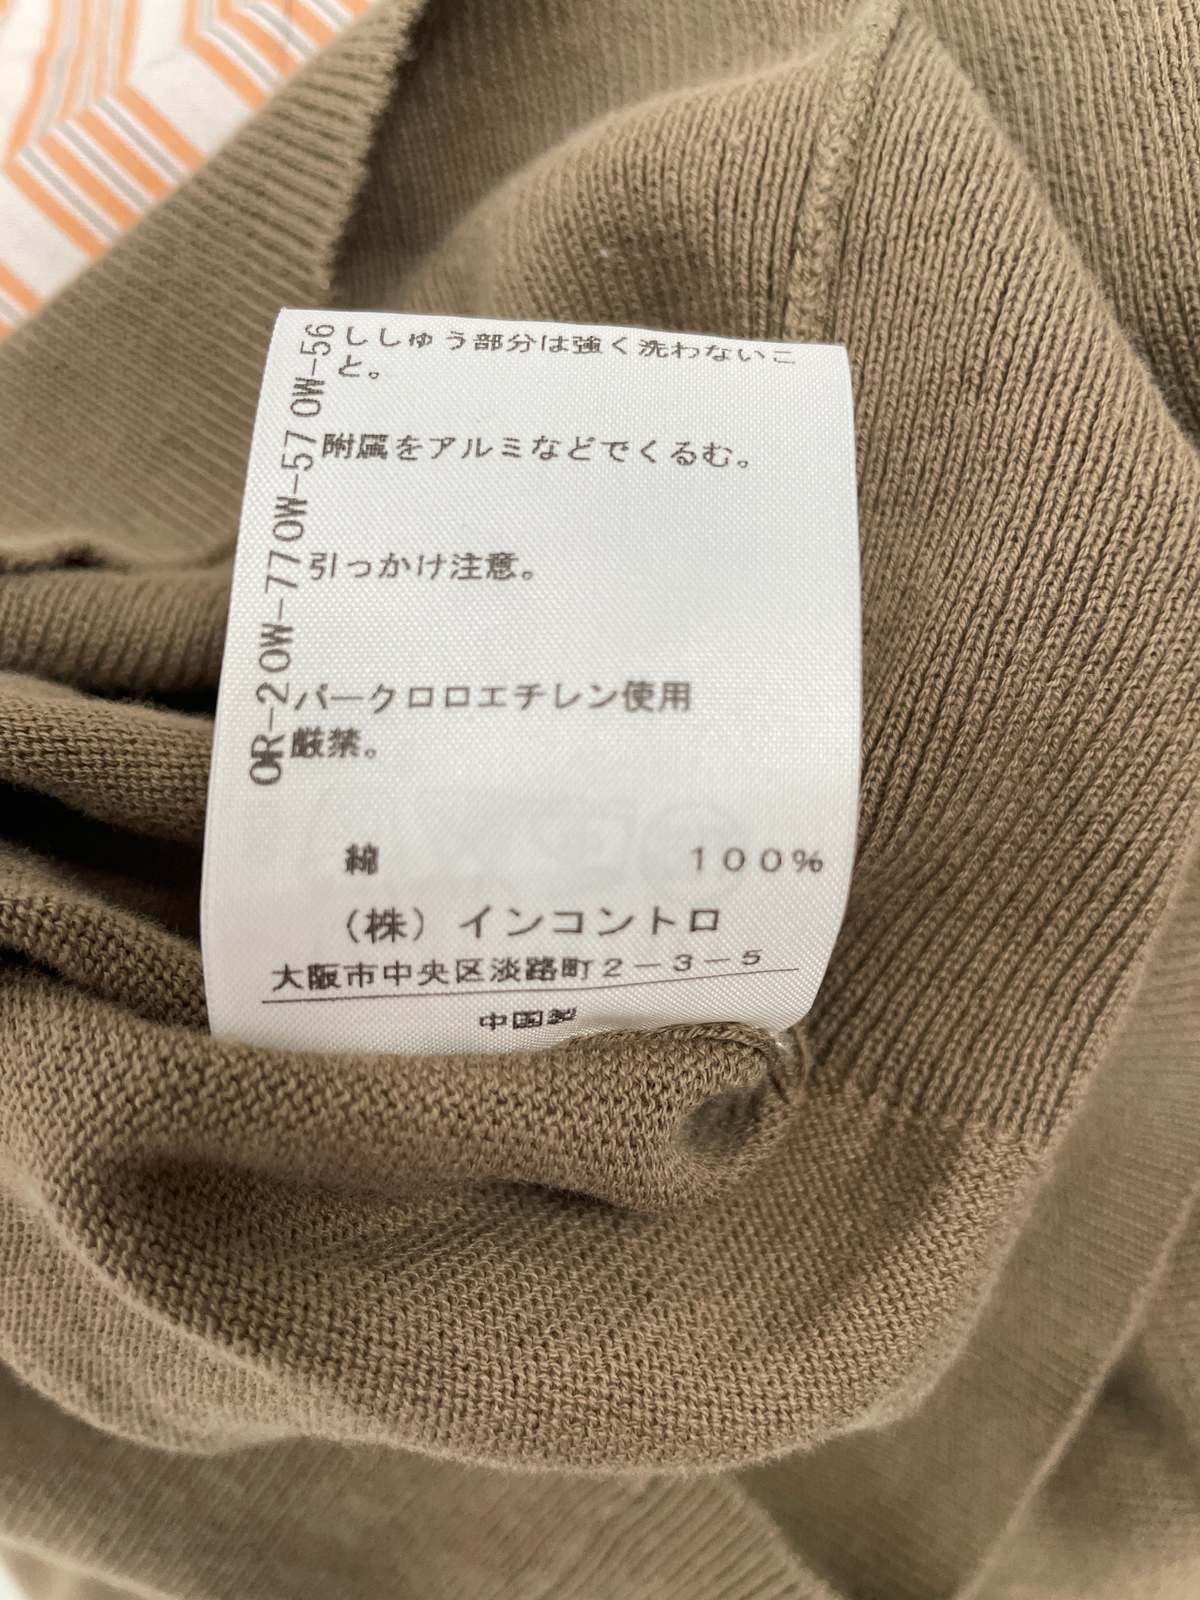 OW-56
ししゅう部分は強く洗わないこ
と。
OW-57
附属をアルミなどでくるむ。
OW-77
引っかけ注意。
OR-2
パークロロエチレン使用
厳禁。
綿 100%
(株)インコントロ
大阪市中央区淡路町2-3-5
中国製